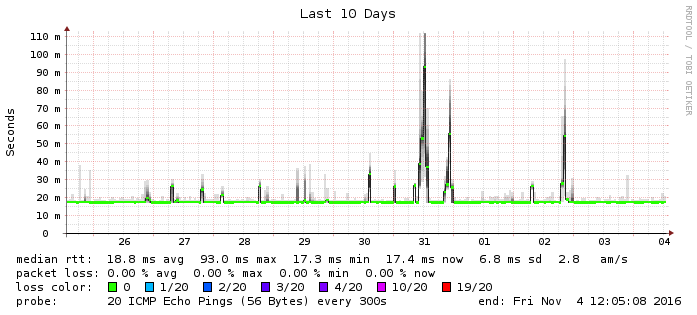 Last 10 Days
RRDTOOL / TOBI OETIKER
Seconds
110 m
100 m
90 m
80 m
70 m
60 m
50 m
40 m
30 m
20 m
10 m
0
26 27 28 29 30 31 01 02 03 04
median rtt: 18.8 ms avg 93.0 ms max 17.3 ms min 17.4 ms now 6.8 ms sd 2.8 am/s
packet loss: 0.00 % avg 0.00 % max 0.00 % min 0.00 % now
loss color: 0 1/20 2/20 3/20 4/20 10/20 19/20
probe: 20 ICMP Echo Pings (56 Bytes) every 300s end: Fri Nov 4 12:05:08 2016